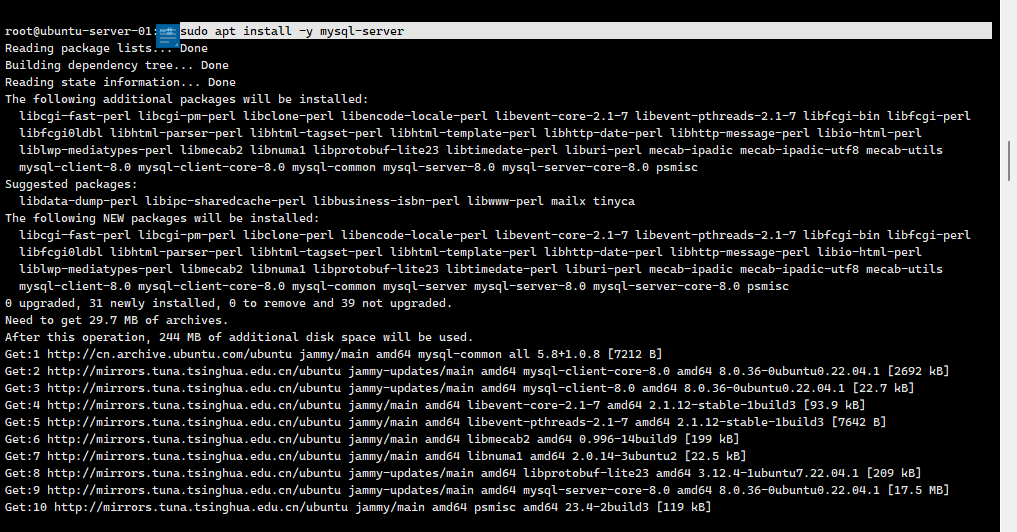 root@ubuntu-server-01:~# sudo apt install -y mysql-server
Reading package lists... Done
Building dependency tree... Done
Reading state information... Done
The following additional packages will be installed:
  libcgi-fast-perl libcgi-pm-perl libclone-perl libencode-locale-perl libevent-core-2.1-7 libevent-pthreads-2.1-7 libfcgi-bin libfcgi-perl
  libfcgi0ldbl libhtml-parser-perl libhtml-tagset-perl libhtml-template-perl libhttp-date-perl libhttp-message-perl libio-html-perl
  liblwp-mediatypes-perl libmecab2 libnuma1 libprotobuf-lite23 libtimedate-perl liburi-perl mecab-ipadic mecab-ipadic-utf8 mecab-utils
  mysql-client-8.0 mysql-client-core-8.0 mysql-common mysql-server-8.0 mysql-server-core-8.0 psmisc
Suggested packages:
  libdata-dump-perl libipc-sharedcache-perl libbusiness-isbn-perl libwww-perl mailx tinyca
The following NEW packages will be installed:
  libcgi-fast-perl libcgi-pm-perl libclone-perl libencode-locale-perl libevent-core-2.1-7 libevent-pthreads-2.1-7 libfcgi-bin libfcgi-perl
  libfcgi0ldbl libhtml-parser-perl libhtml-tagset-perl libhtml-template-perl libhttp-date-perl libhttp-message-perl libio-html-perl
  liblwp-mediatypes-perl libmecab2 libnuma1 libprotobuf-lite23 libtimedate-perl liburi-perl mecab-ipadic mecab-ipadic-utf8 mecab-utils
  mysql-client-8.0 mysql-client-core-8.0 mysql-common mysql-server mysql-server-8.0 mysql-server-core-8.0 psmisc
0 upgraded, 31 newly installed, 0 to remove and 39 not upgraded.
Need to get 29.7 MB of archives.
After this operation, 244 MB of additional disk space will be used.
Get:1 http://cn.archive.ubuntu.com/ubuntu jammy/main amd64 mysql-common all 5.8+1.0.8 [7212 B]
Get:2 http://mirrors.tuna.tsinghua.edu.cn/ubuntu jammy-updates/main amd64 mysql-client-core-8.0 amd64 8.0.36-0ubuntu0.22.04.1 [2692 kB]
Get:3 http://mirrors.tuna.tsinghua.edu.cn/ubuntu jammy-updates/main amd64 mysql-client-8.0 amd64 8.0.36-0ubuntu0.22.04.1 [22.7 kB]
Get:4 http://mirrors.tuna.tsinghua.edu.cn/ubuntu jammy/main amd64 libevent-core-2.1-7 amd64 2.1.12-stable-1build3 [93.9 kB]
Get:5 http://mirrors.tuna.tsinghua.edu.cn/ubuntu jammy/main amd64 libevent-pthreads-2.1-7 amd64 2.1.12-stable-1build3 [7642 B]
Get:6 http://mirrors.tuna.tsinghua.edu.cn/ubuntu jammy/main amd64 libmecab2 amd64 0.996-14build9 [199 kB]
Get:7 http://mirrors.tuna.tsinghua.edu.cn/ubuntu jammy/main amd64 libnuma1 amd64 2.0.14-3ubuntu2 [22.5 kB]
Get:8 http://mirrors.tuna.tsinghua.edu.cn/ubuntu jammy-updates/main amd64 libprotobuf-lite23 amd64 3.12.4-1ubuntu7.22.04.1 [209 kB]
Get:9 http://mirrors.tuna.tsinghua.edu.cn/ubuntu jammy-updates/main amd64 mysql-server-core-8.0 amd64 8.0.36-0ubuntu0.22.04.1 [17.5 MB]
Get:10 http://mirrors.tuna.tsinghua.edu.cn/ubuntu jammy/main amd64 psmisc amd64 23.4-2build3 [119 kB]